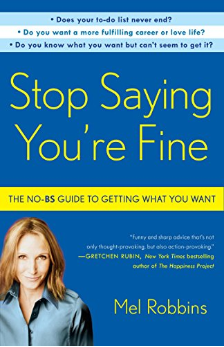 • Does your to-do list never end?
• Do you want a more fulfilling career or love life?
• Do you know what you want but can't seem to get it?
Stop Saying
You're Fine
THE NO-BS GUIDE TO GETTING WHAT YOU WANT
"Funny and sharp advice that's not
only thought-provoking, but also action-provoking."
—GRETCHEN RUBIN, New York Times bestselling
author of The Happiness Project
Mel Robbins